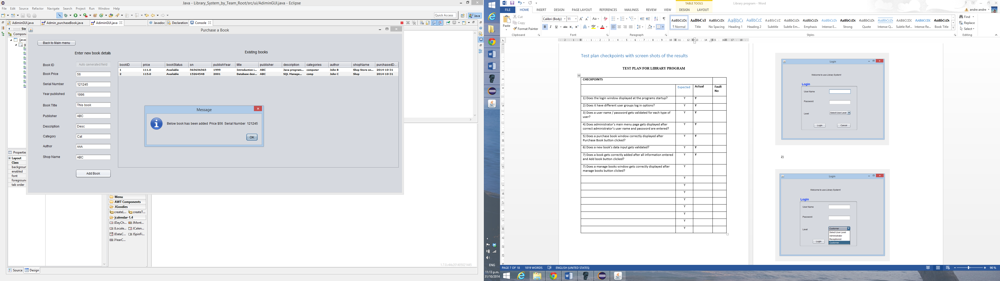 Java - Library_System_by_Team_Root/src/ui/AdiminGUI.java - Eclipse
File Edit Source Refactor Navigate Search Project Run Window Help
Quick Access
Java
AdiminGUI.java
Admin_purchaseBook.java
AdiminGUI.java
Javadoc
Declaration
Console
Purchase a Book
Back to Main menu
Enter new book details
Existing books
Book ID Auto generated field
Book Price 56
Serial Number 121245
Year published 1996
Book Title This book
Publisher ABC
Description Desc
Category Cat
Author AAA
Shop Name ABC
Add Book
bookID price bookStatus sn publishYear title publisher description categories author shopName purchasedD...
1 111.0 Available 565656565 1999 Introduction i... ABC Java program... computer John B Shop Store on... 2014-10-31
2 115.0 Available 15264548 2001 Database desi... ABC SQL Manage... comp John C Shop 2014-10-31
Message
Below book has been added Price $56 Serial Number 121245
OK
Str
Compon
(java:
g
Propertie
Layout
Class
backgroun
enabled
font
foreground
tab order
Menu
AWT Components
JGoodies
createL... createT...
jcalendar-1.4
JDayCh... JMont...
JLocale... JCalen...
JDateC... JSpinFi...
JYearC...
Source Design
1.7.0.r44x201405021445
ENG
11:13 p.m.
31/10/2014
TABLE TOOLS
Library program - Word
FILE HOME INSERT DESIGN PAGE LAYOUT REFERENCES MAILINGS REVIEW VIEW DESIGN LAYOUT
andre andre
Paste
Cut
Copy
Format Painter
Calibri (Body) 11
Clipboard Font Paragraph Styles Editing
¶ Normal Title No Spacing Heading 1 Heading 2 Subtitle Subtle Em... Emphasis Intense E... Strong Quote Intense Q... Subtle Ref... Intense Re... Book Title
Find
Replace
Select
Test plan checkpoints with screen shots of the results
TEST PLAN FOR LIBRARY PROGRAM
CHECKPOINTS
Expected Actual Fault No
1) Does the login window displayed at the programs startup? Y Y
2) Does it have different user groups log in options? Y Y
3) Does a user name / password gets validated for each type of user? Y Y
4) Does administrator's main menu page gets displayed after correct administrator's user name and password are entered? Y Y
5) Does a purchase book window correctly displayed after Purchase Book button clicked? Y Y
6) Does a new book's data input gets validated? Y Y
7) Does a book gets correctly added after all information entered and Add book button clicked? Y Y
7) Does a manage books window gets correctly displayed after manage books button clicked? Y
Y
Y
Y
Y
Y
Y
Y
Y
Login
Welcome to use Library System!
Login
User Name
Password
Level Select User Level
Login Cancel
2)
Login
Welcome to use Library System!
Login
User Name
Password
Level Customer
Select User Level
Administrator
Receptionist
Customer
Login
PAGE 7 OF 18 1019 WORDS ENGLISH (UNITED STATES)
90 %